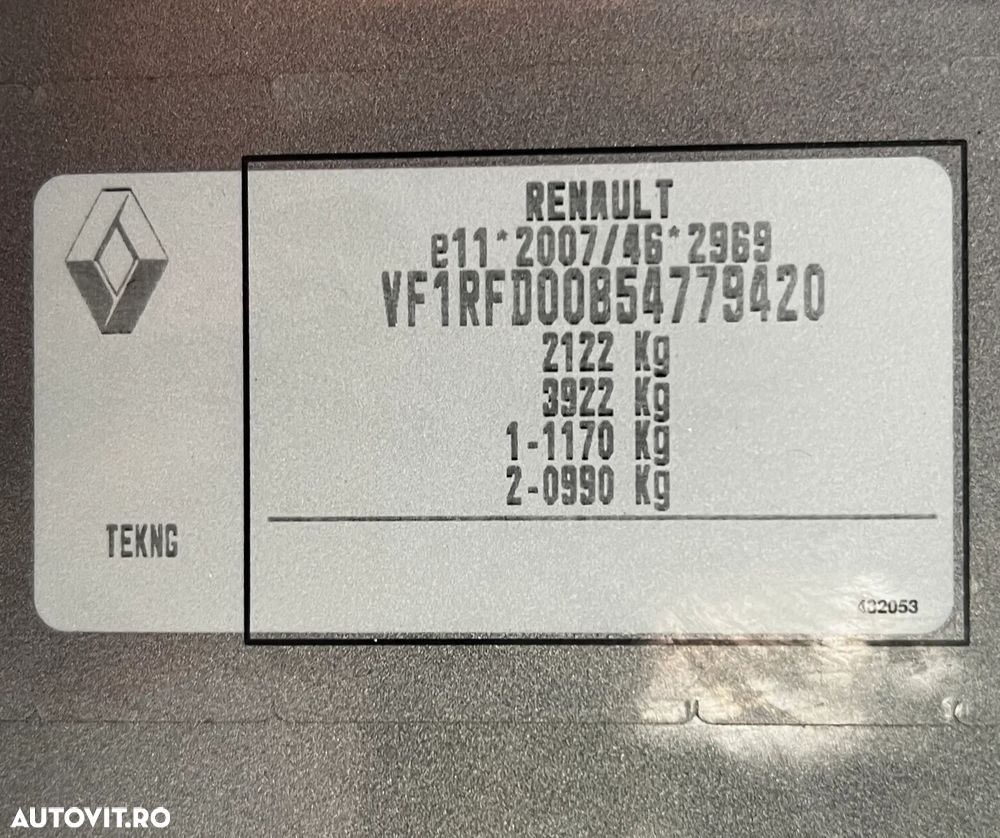 RENAULT
e11*2007/46*2969
VF1RFD00854779420
2122 Kg
3922 Kg
1-1170 Kg
2-0990 Kg
TEKNG
432053
AUTOVIT.RO